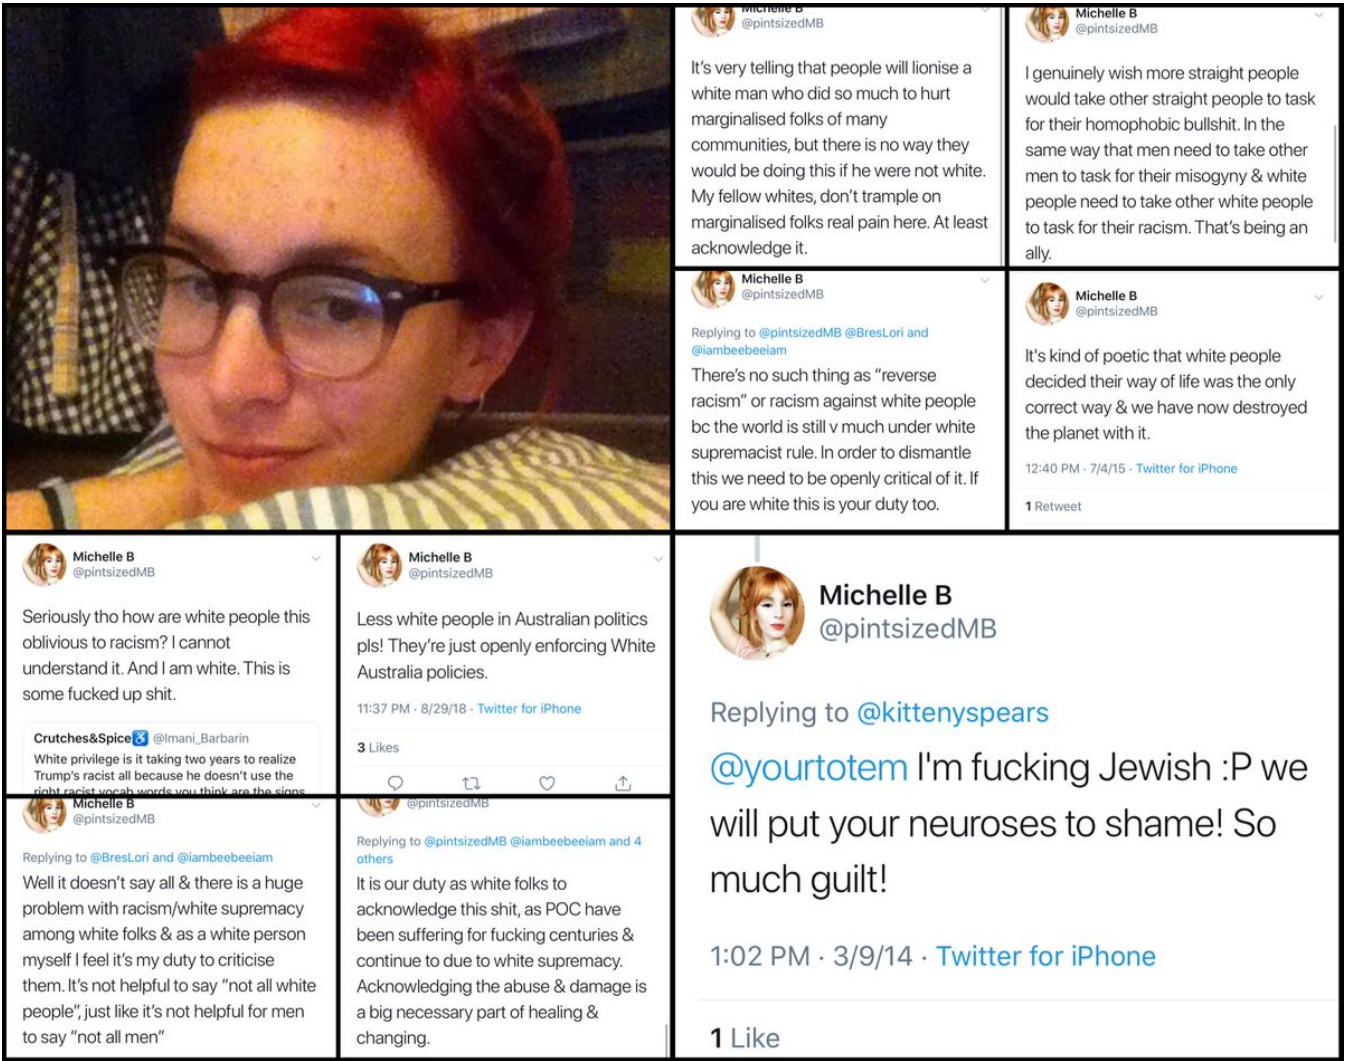 Michelle B
@pintsizedMB
It's very telling that people will lionise a
white man who did so much to hurt
marginalised folks of many
communities, but there is no way they
would be doing this if he were not white.
My fellow whites, don't trample on
marginalised folks real pain here. At least
acknowledge it.
Michelle B
@pintsizedMB
I genuinely wish more straight people
would take other straight people to task
for their homophobic bullshit. In the
same way that men need to take other
men to task for their misogyny & white
people need to take other white people
to task for their racism. That's being an
ally.
Michelle B
@pintsizedMB
Replying to @pintsizedMB @BresLori and
@iambeebeeiam
There's no such thing as "reverse
racism" or racism against white people
bc the world is still v much under white
supremacist rule. In order to dismantle
this we need to be openly critical of it. If
you are white this is your duty too.
Michelle B
@pintsizedMB
It's kind of poetic that white people
decided their way of life was the only
correct way & we have now destroyed
the planet with it.
12:40 PM · 7/4/15 · Twitter for iPhone
1 Retweet
Michelle B
@pintsizedMB
Seriously tho how are white people this
oblivious to racism? I cannot
understand it. And I am white. This is
some fucked up shit.
Crutches&Spice♿ @Imani_Barbarin
White privilege is it taking two years to realize
Trump's racist all because he doesn't use the
right racist vocab words you think are the signs
Michelle B
@pintsizedMB
Less white people in Australian politics
pls! They're just openly enforcing White
Australia policies.
11:37 PM · 8/29/18 · Twitter for iPhone
3 Likes
Michelle B
@pintsizedMB
Replying to @BresLori and @iambeebeeiam
Well it doesn't say all & there is a huge
problem with racism/white supremacy
among white folks & as a white person
myself I feel it's my duty to criticise
them. It's not helpful to say "not all white
people", just like it's not helpful for men
to say "not all men"
@pintsizedMB
Replying to @pintsizedMB @iambeebeeiam and 4
others
It is our duty as white folks to
acknowledge this shit, as POC have
been suffering for fucking centuries &
continue to due to white supremacy.
Acknowledging the abuse & damage is
a big necessary part of healing &
changing.
Michelle B
@pintsizedMB
Replying to @kittenyspears
@yourtotem I'm fucking Jewish :P we
will put your neuroses to shame! So
much guilt!
1:02 PM · 3/9/14 · Twitter for iPhone
1 Like